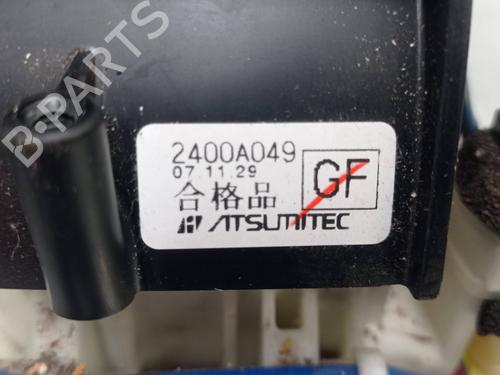 B-PARTS
2400A049
07.11.29
合格品
GF
ATSUMITEC